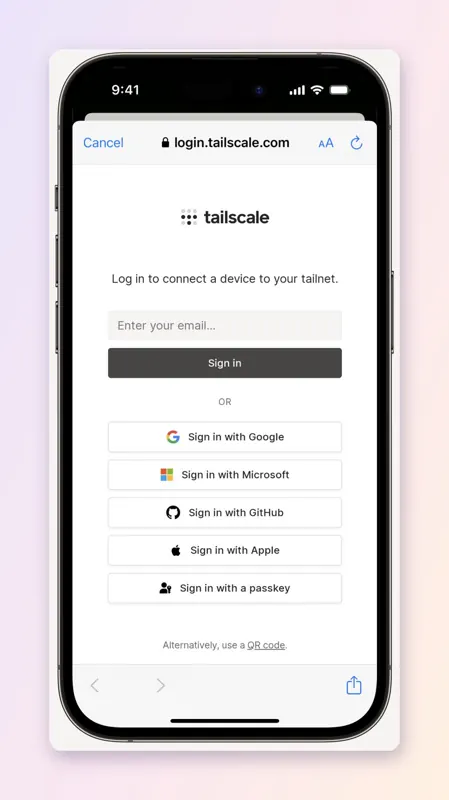 9:41
Cancel
login.tailscale.com
AA
tailscale
Log in to connect a device to your tailnet.
Enter your email...
Sign in
OR
Sign in with Google
Sign in with Microsoft
Sign in with GitHub
Sign in with Apple
Sign in with a passkey
Alternatively, use a QR code.